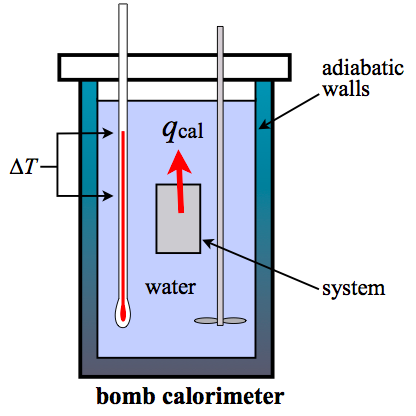 adiabatic
walls
qcal
ΔT
water
system
bomb calorimeter